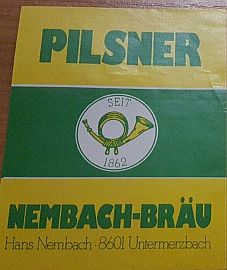 PILSNER
SEIT
1862
NEMBACH-BRÄU
Hans Nembach · 8601 Untermerzbach